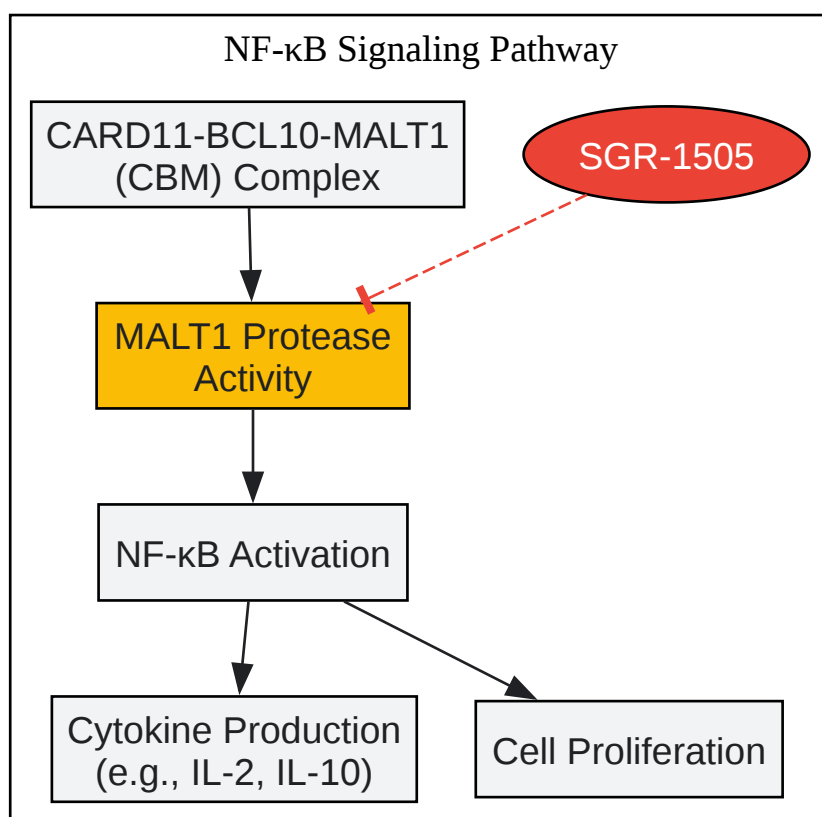 NF-κB Signaling Pathway
CARD11-BCL10-MALT1
(CBM) Complex
SGR-1505
MALT1 Protease
Activity
NF-κB Activation
Cytokine Production
(e.g., IL-2, IL-10)
Cell Proliferation